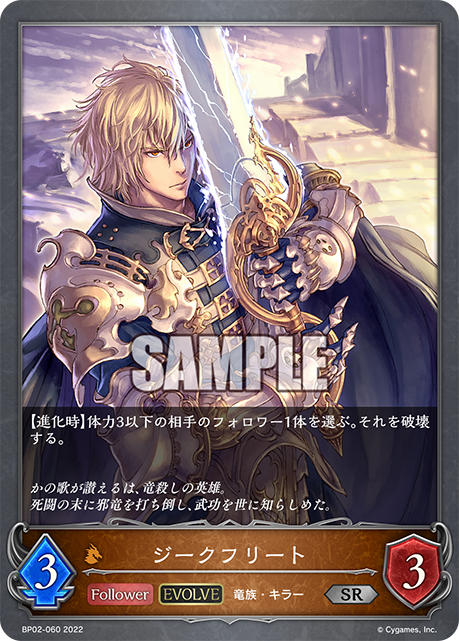 SAMPLE
【進化時】体力3以下の相手のフォロワー1体を選ぶ。それを破壊
する。
かの歌が讃えるは、竜殺しの英雄。
死闘の末に邪竜を打ち倒し、武功を世に知らしめた。
ジークフリート
3
3
Follower EVOLVE 竜族・キラー SR
BP02-060 2022 © Cygames, Inc.